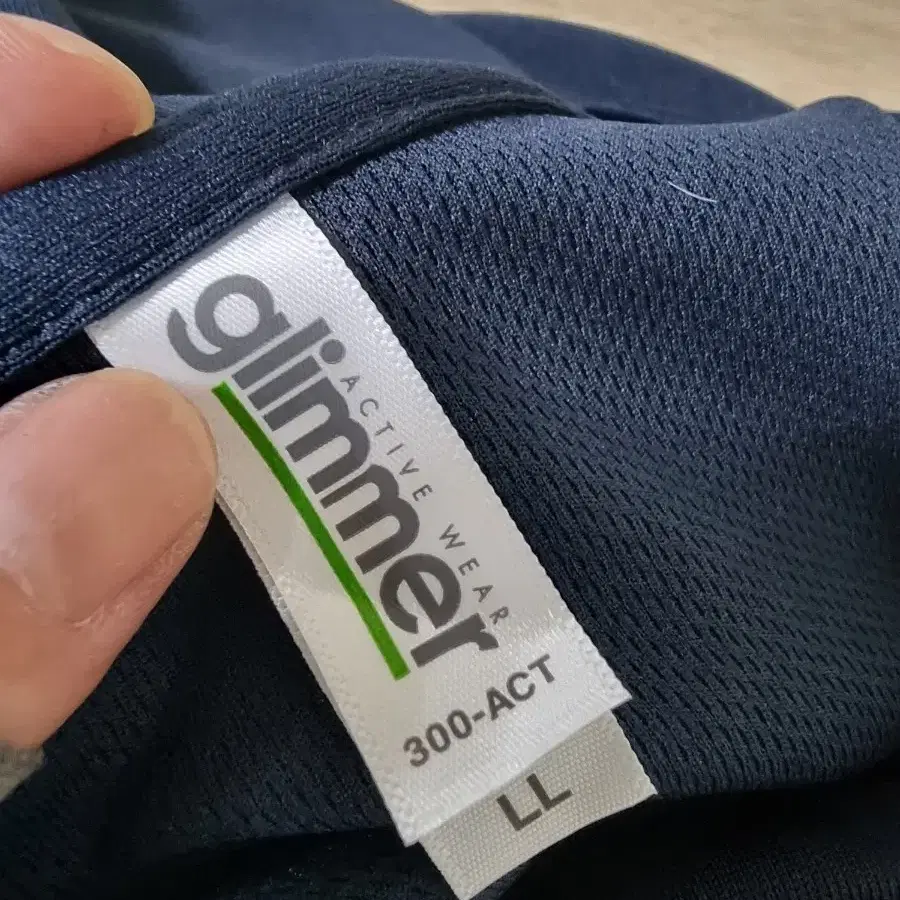 glimmer
ACTIVE WEAR
300-ACT
LL